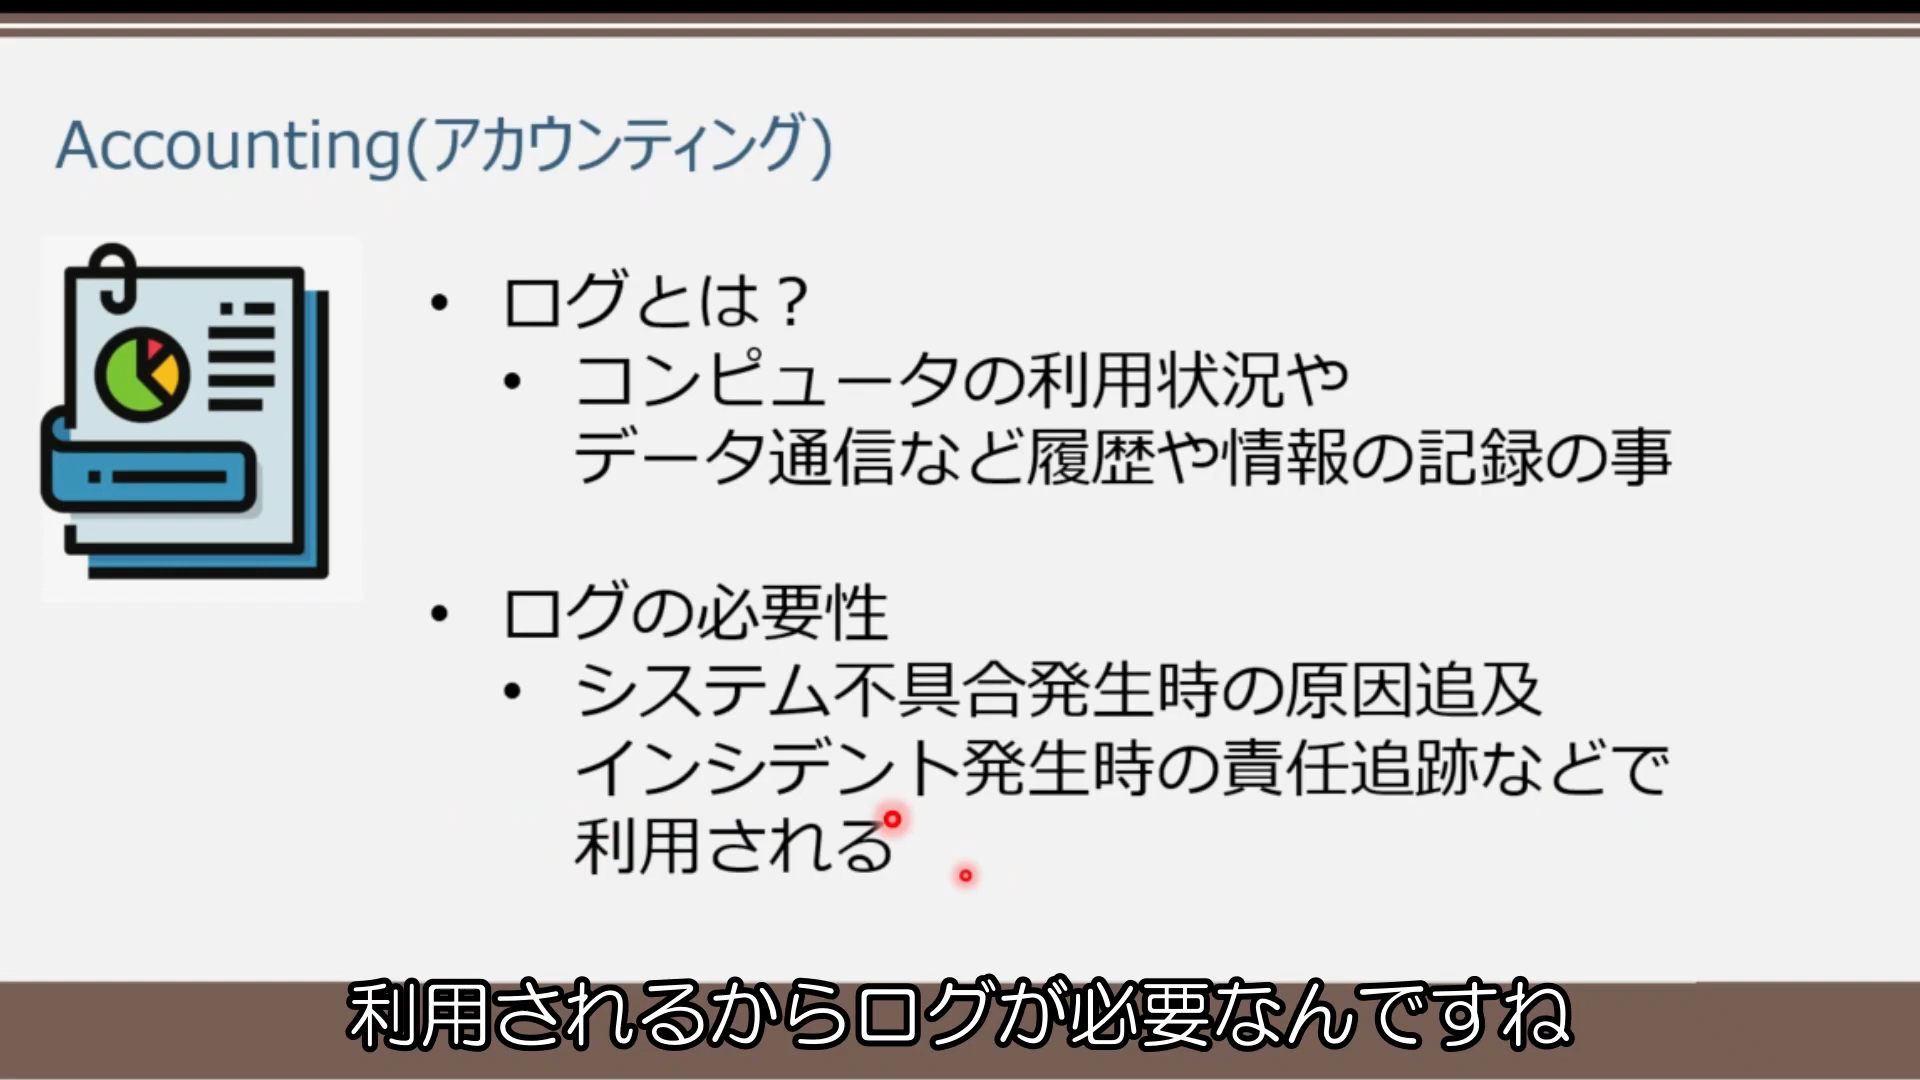 Accounting(アカウンティング)
• ログとは？
• コンピュータの利用状況や
データ通信など履歴や情報の記録の事
• ログの必要性
• システム不具合発生時の原因追及
インシデント発生時の責任追跡などで
利用される
利用されるからログが必要なんですね